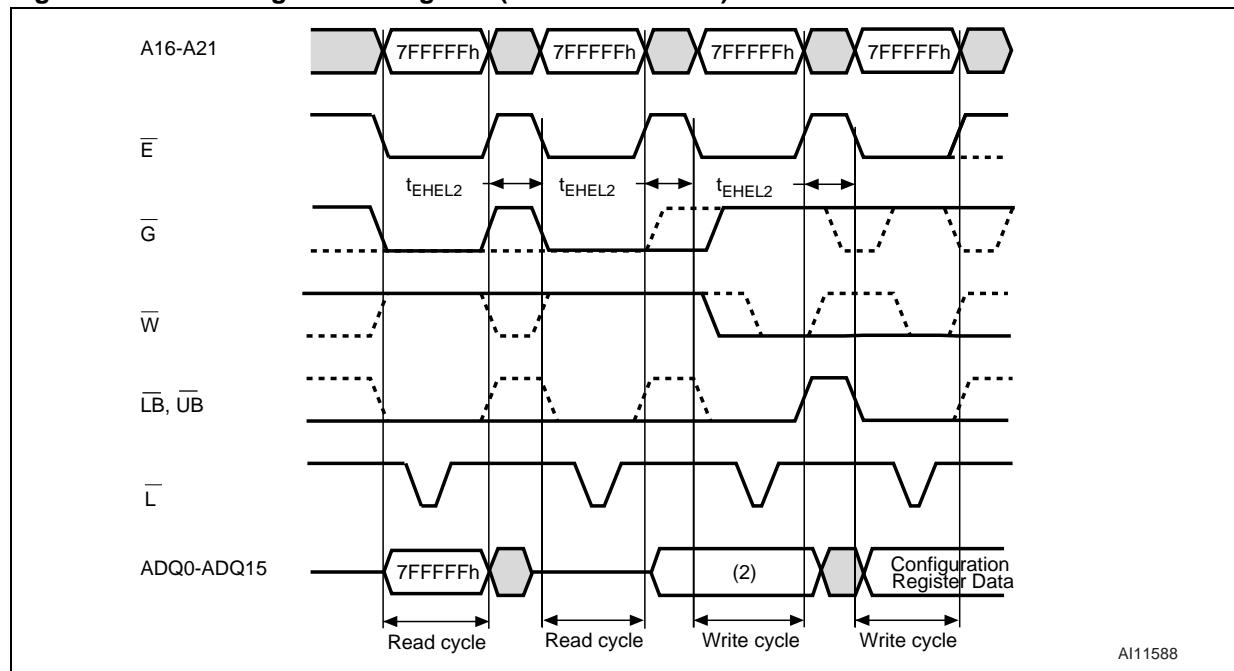 A16-A21
7FFFFFh
7FFFFFh
7FFFFFh
7FFFFFh
E
tEHEL2
tEHEL2
tEHEL2
G
W
LB, UB
L
ADQ0-ADQ15
7FFFFFh
(2)
Configuration
Register Data
Read cycle
Read cycle
Write cycle
Write cycle
AI11588